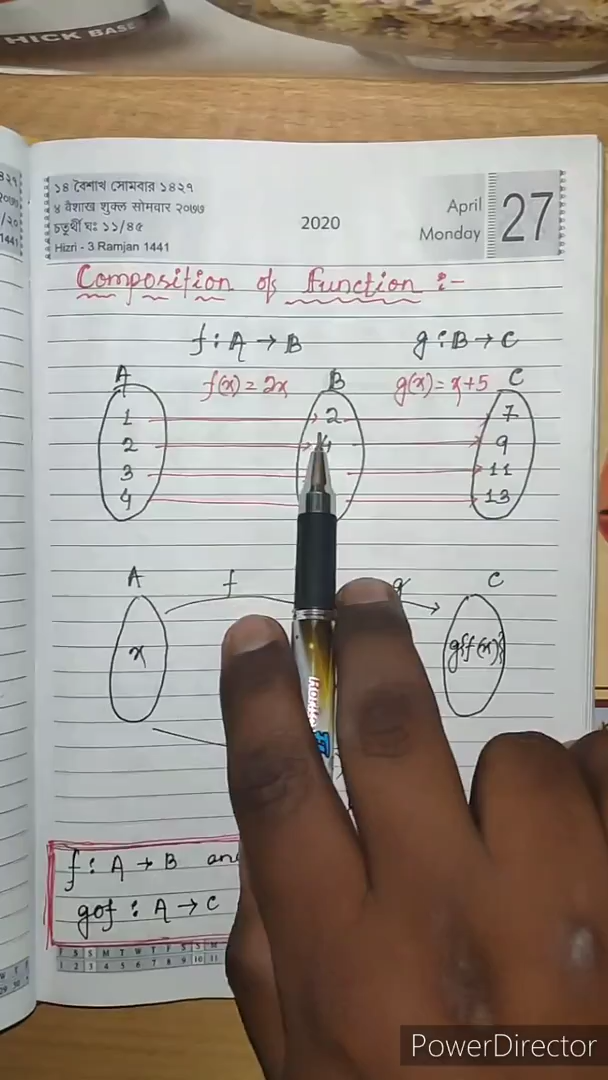 HICK BASE
১৪ বৈশাখ সোমবার ১৪২৭
৪ বৈশাখ শুক্ল সোমবার ২০৭৭
চতুর্থী ঘঃ ১১/৪৫
Hizri - 3 Ramjan 1441
2020
April
Monday
27
Composition of Function :-
f : A → B g : B → C
A f(x) = 2x B g(x) = x+5 C
1 2 7
2 4 9
3 11
4 13
A f g C
x g{f(x)}
f : A → B
gof : A → C
PowerDirector